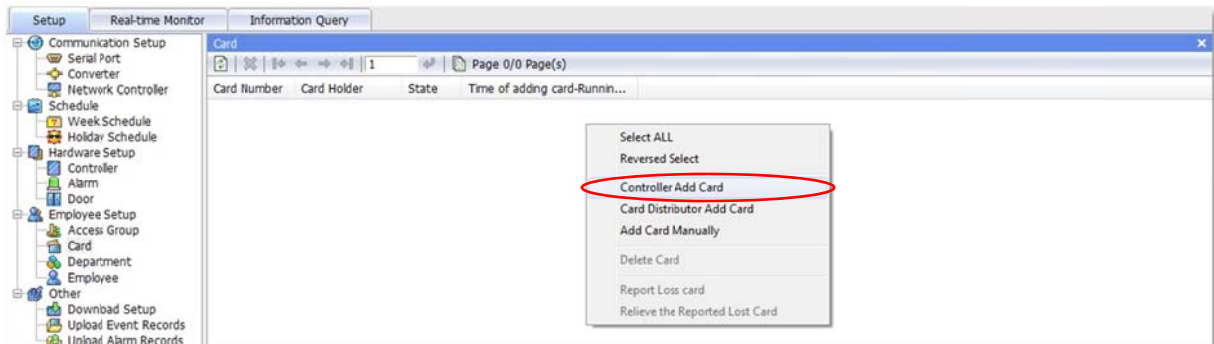 Setup Real-time Monitor Information Query
Communication Setup
Serial Port
Converter
Network Controller
Schedule
Week Schedule
Holiday Schedule
Hardware Setup
Controller
Alarm
Door
Employee Setup
Access Group
Card
Department
Employee
Other
Download Setup
Upload Event Records
Upload Alarm Records
Card
1 Page 0/0 Page(s)
Card Number Card Holder State Time of adding card-Runnin...
Select ALL
Reversed Select
Controller Add Card
Card Distributor Add Card
Add Card Manually
Delete Card
Report Loss card
Relieve the Reported Lost Card